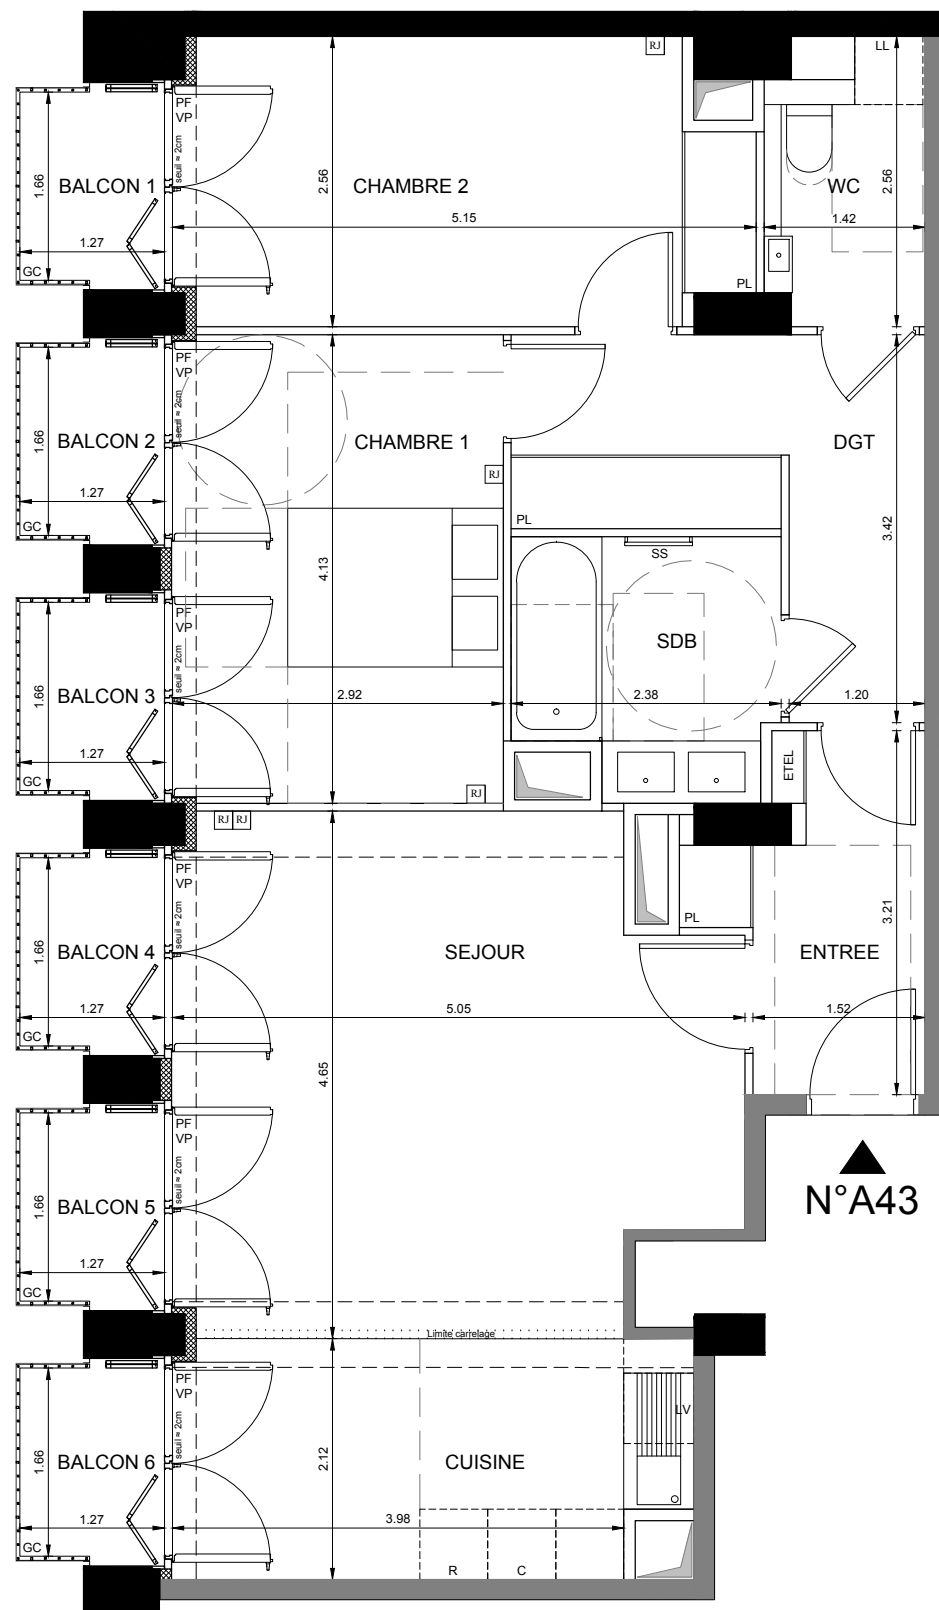 RJ
LL
PF
VP
seuil ≈ 2cm
1.66
BALCON 1
CHAMBRE 2
2.56
WC
2.56
5.15
1.42
1.27
GC
PL
PF
VP
seuil ≈ 2cm
1.66
BALCON 2
CHAMBRE 1
DGT
RJ
1.27
GC
PL
3.42
SS
4.13
PF
VP
seuil ≈ 2cm
SDB
1.66
BALCON 3
2.92
2.38
1.20
1.27
GC
ETEL
RJ
RJ
RJ
PF
VP
seuil ≈ 2cm
PL
3.21
1.66
BALCON 4
SEJOUR
ENTREE
1.27
5.05
1.52
GC
4.65
PF
VP
seuil ≈ 2cm
1.66
BALCON 5
N°A43
1.27
GC
Limite carrelage
PF
VP
seuil ≈ 2cm
LV
1.66
BALCON 6
2.12
CUISINE
1.27
3.98
GC
R
C